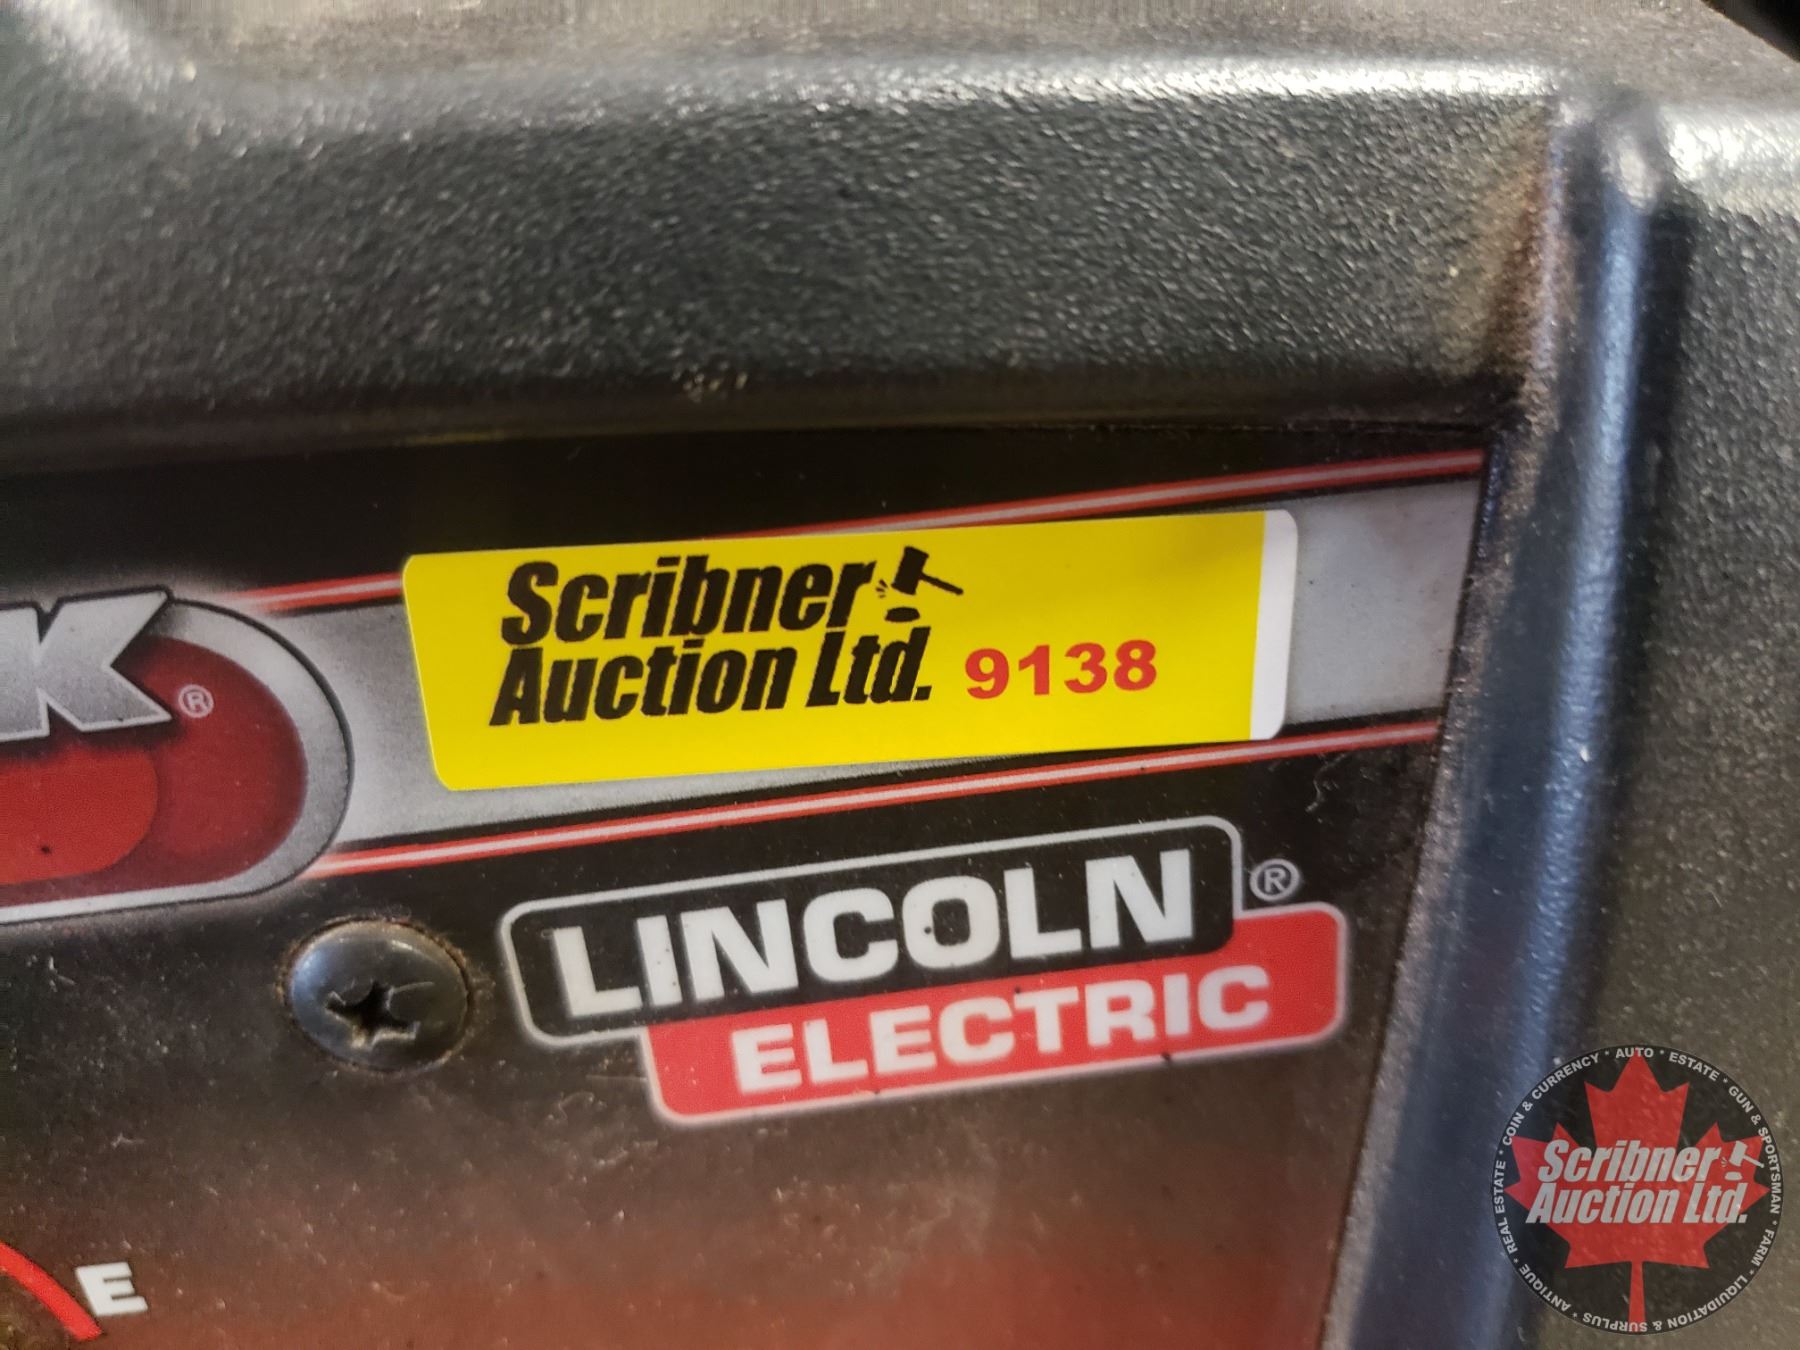 Scribner
Auction Ltd. 9138
K®
LINCOLN®
ELECTRIC
E
COIN & CURRENCY * AUTO * ESTATE * GUN & SPORTSMAN * FARM * LIQUIDATION & SURPLUS * ANTIQUE * REAL ESTATE *
Scribner
Auction Ltd.